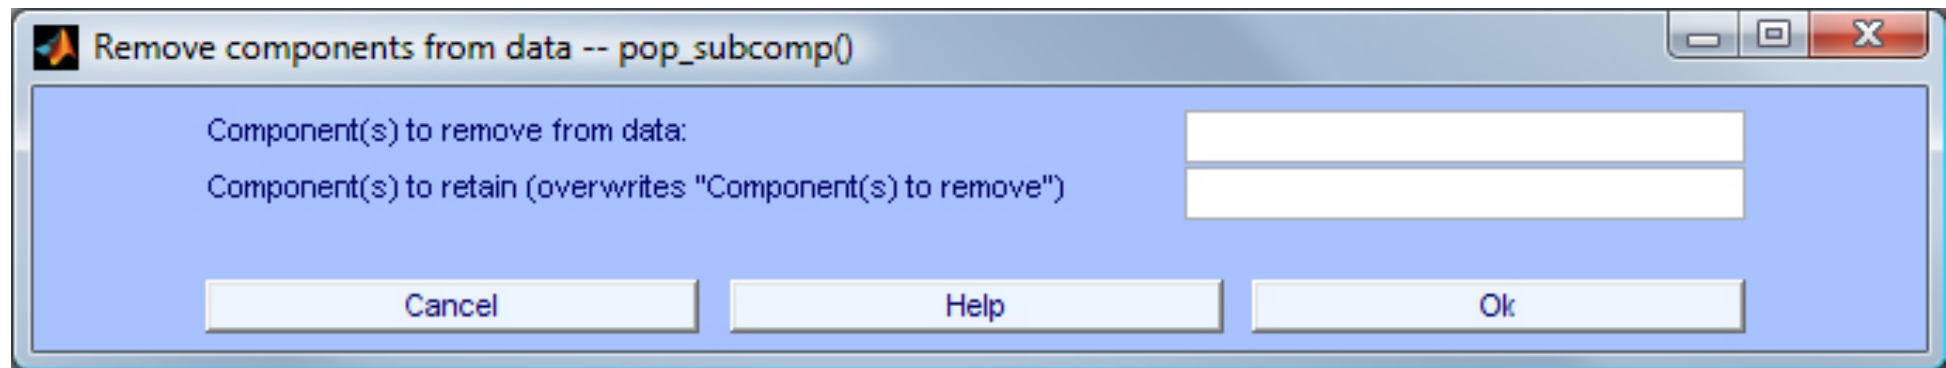 Remove components from data -- pop_subcomp()
Component(s) to remove from data:
Component(s) to retain (overwrites "Component(s) to remove")
Cancel Help Ok